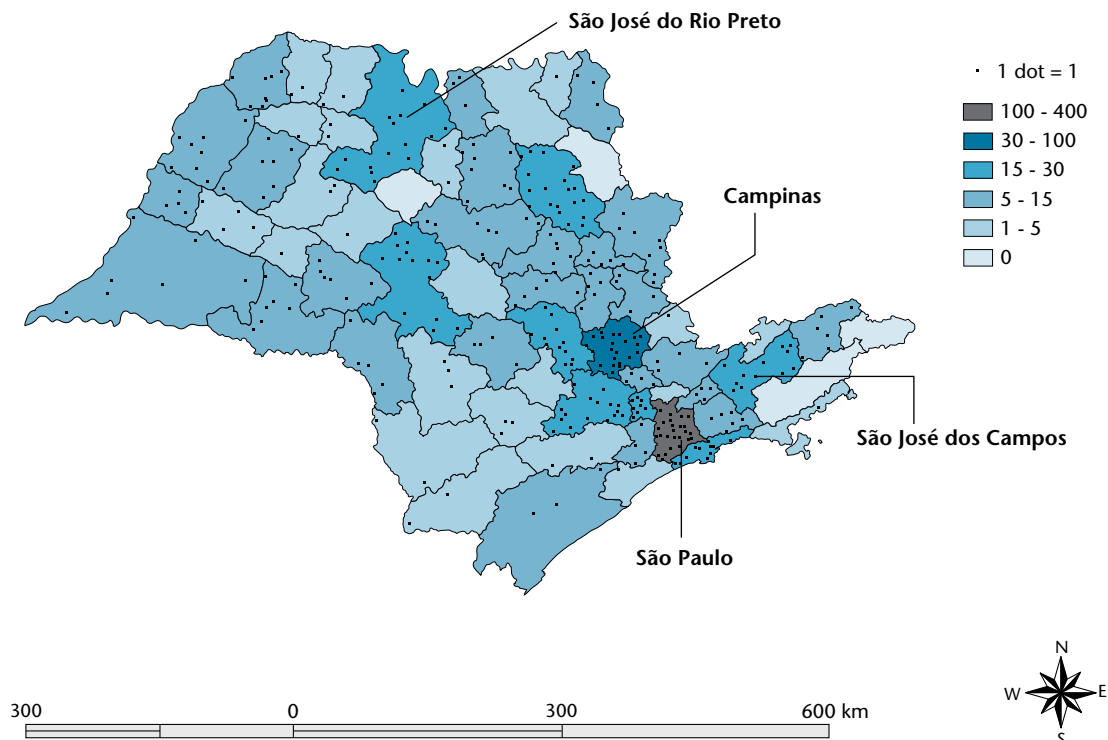 São José do Rio Preto
1 dot = 1
100 - 400
30 - 100
15 - 30
5 - 15
1 - 5
0
Campinas
São José dos Campos
São Paulo
N
W E
S
300 0 300 600 km